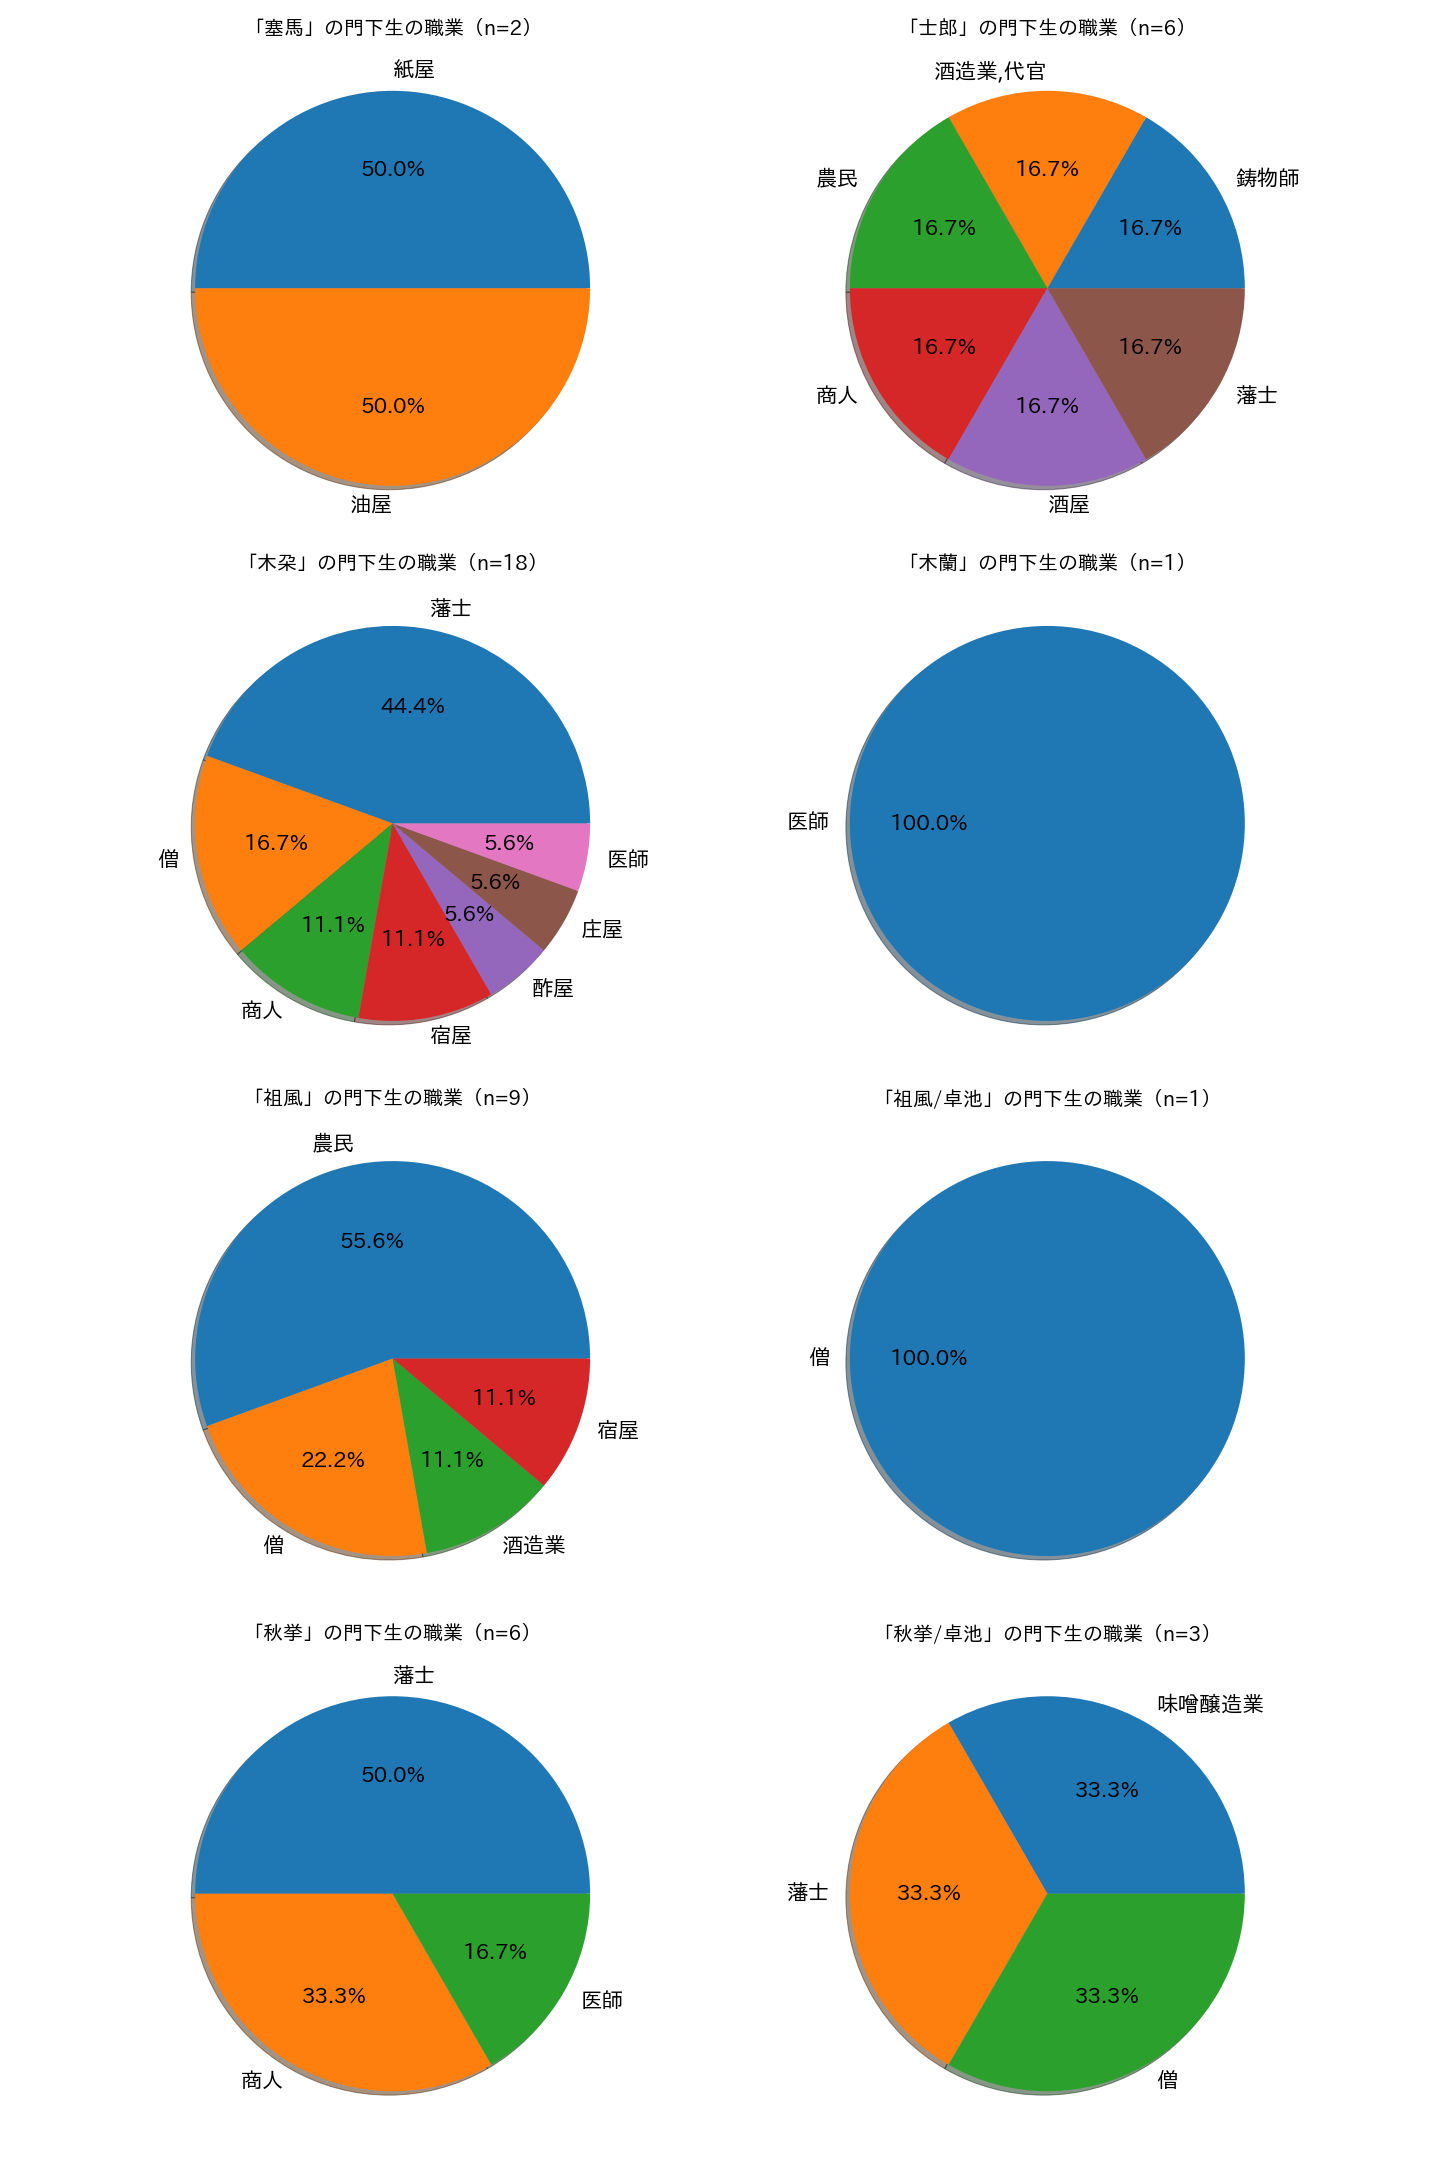 「塞馬」の門下生の職業（n=2）
紙屋
50.0%
50.0%
油屋
「士郎」の門下生の職業（n=6）
酒造業,代官
農民
鋳物師
16.7%
16.7%
16.7%
16.7%
16.7%
16.7%
商人
藩士
酒屋
「木朶」の門下生の職業（n=18）
藩士
44.4%
僧
16.7%
5.6%
医師
5.6%
庄屋
5.6%
酢屋
11.1%
11.1%
商人
宿屋
「木蘭」の門下生の職業（n=1）
医師
100.0%
「祖風」の門下生の職業（n=9）
農民
55.6%
11.1%
宿屋
22.2%
11.1%
僧
酒造業
「祖風/卓池」の門下生の職業（n=1）
僧
100.0%
「秋挙」の門下生の職業（n=6）
藩士
50.0%
16.7%
33.3%
医師
商人
「秋挙/卓池」の門下生の職業（n=3）
味噌醸造業
33.3%
藩士
33.3%
33.3%
僧